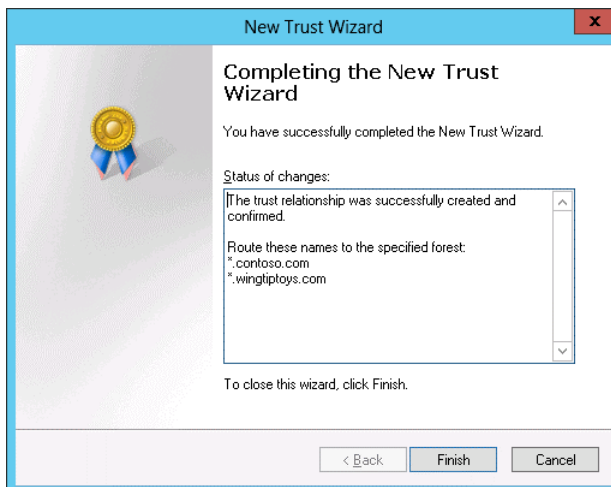 New Trust Wizard
x
Completing the New Trust
Wizard
You have successfully completed the New Trust Wizard.
Status of changes:
The trust relationship was successfully created and
confirmed.
Route these names to the specified forest:
*.contoso.com
*.wingtiptoys.com
To close this wizard, click Finish.
< Back Finish Cancel